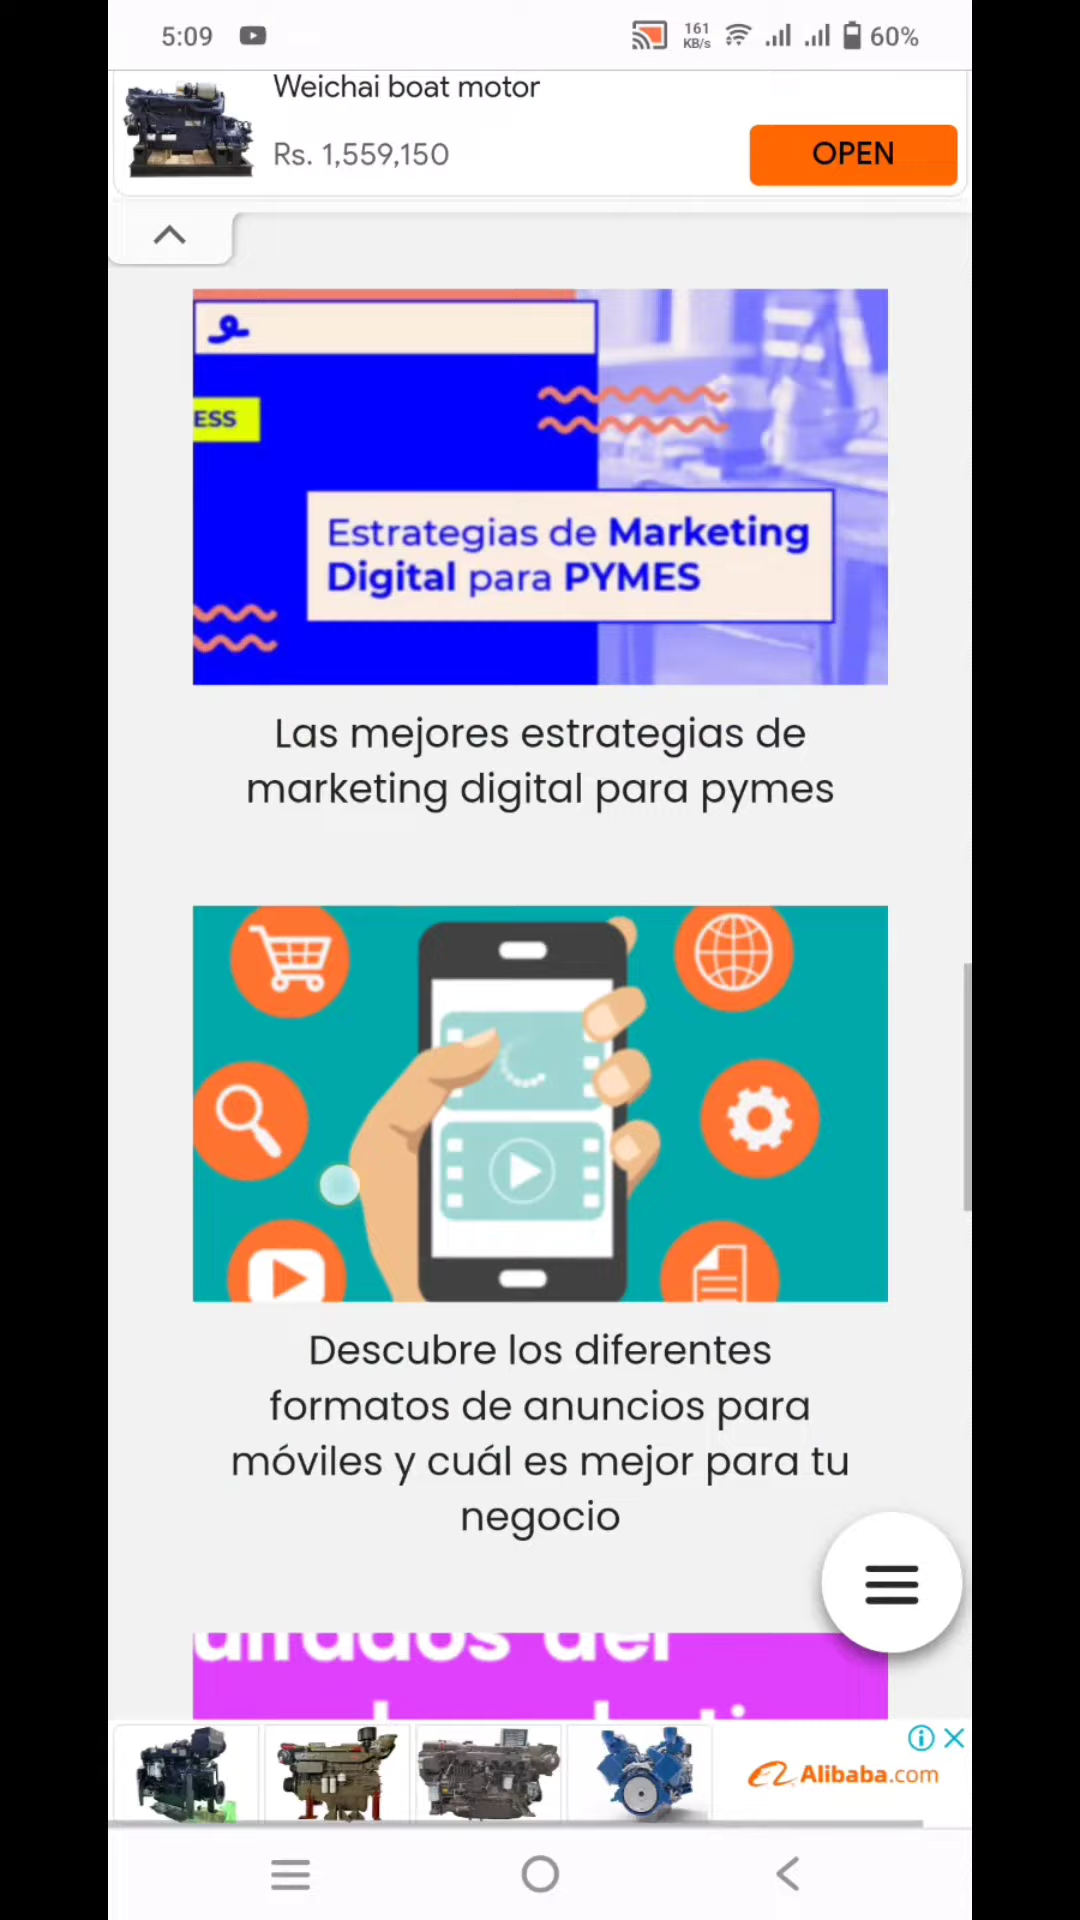 5:09
161
KB/s
60%
Weichai boat motor
Rs. 1,559,150
OPEN
ESS
Estrategias de Marketing
Digital para PYMES
Las mejores estrategias de
marketing digital para pymes
Descubre los diferentes
formatos de anuncios para
móviles y cuál es mejor para tu
negocio
del
Alibaba.com